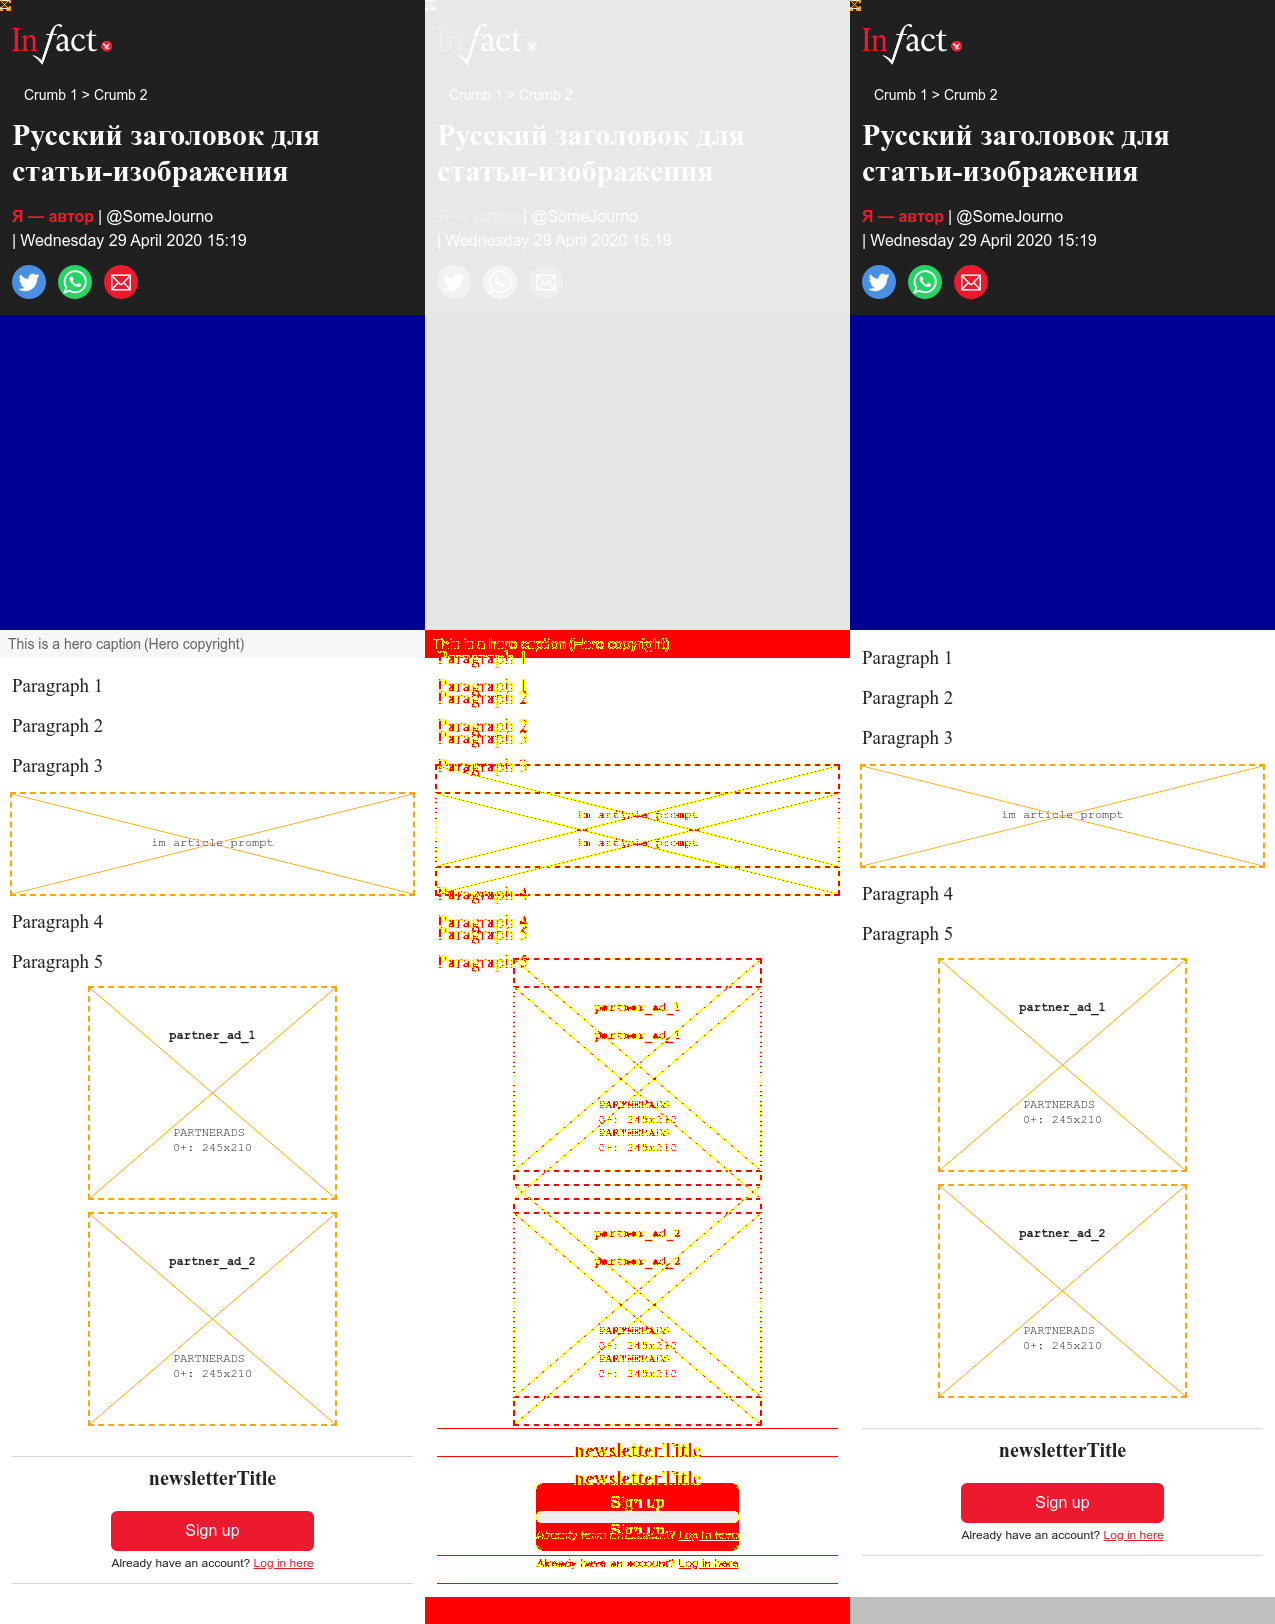 In fact
Crumb 1 > Crumb 2
Русский заголовок для
статьи-изображения
Я — автор | @SomeJourno
| Wednesday 29 April 2020 15:19
This is a hero caption (Hero copyright)
Paragraph 1
Paragraph 2
Paragraph 3
im article prompt
Paragraph 4
Paragraph 5
partner_ad_1
PARTNERADS
0+: 245x210
partner_ad_2
PARTNERADS
0+: 245x210
newsletterTitle
Sign up
Already have an account? Log in here
In fact
Crumb 1 > Crumb 2
Русский заголовок для
статьи-изображения
Я — автор | @SomeJourno
| Wednesday 29 April 2020 15:19
This is a hero caption (Hero copyright)
Paragraph 1
Paragraph 1
Paragraph 2
Paragraph 2
Paragraph 3
Paragraph 3
im article prompt
im article prompt
Paragraph 4
Paragraph 4
Paragraph 5
Paragraph 5
partner_ad_1
partner_ad_1
PARTNERADS
0+: 245x210
PARTNERADS
0+: 245x210
partner_ad_2
partner_ad_2
PARTNERADS
0+: 245x210
PARTNERADS
0+: 245x210
newsletterTitle
newsletterTitle
Sign up
Sign up
Already have an account? Log in here
Already have an account? Log in here
In fact
Crumb 1 > Crumb 2
Русский заголовок для
статьи-изображения
Я — автор | @SomeJourno
| Wednesday 29 April 2020 15:19
Paragraph 1
Paragraph 2
Paragraph 3
im article prompt
Paragraph 4
Paragraph 5
partner_ad_1
PARTNERADS
0+: 245x210
partner_ad_2
PARTNERADS
0+: 245x210
newsletterTitle
Sign up
Already have an account? Log in here